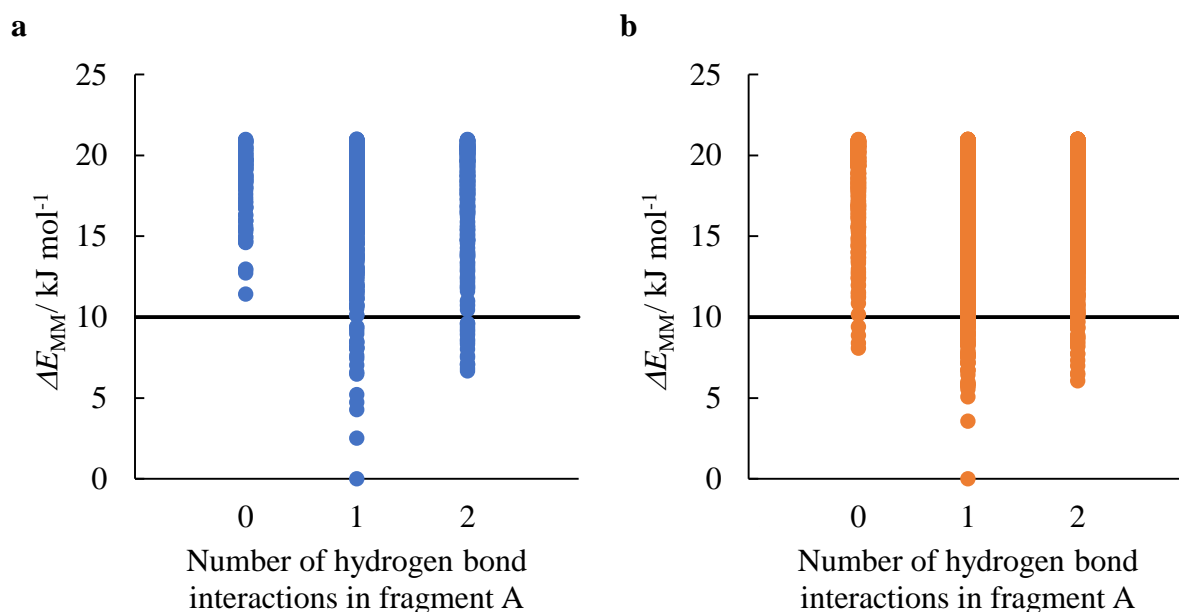 a
25
20
15
10
5
0
ΔE_MM/ kJ mol⁻¹
0 1 2
Number of hydrogen bond
interactions in fragment A
b
25
20
15
10
5
0
ΔE_MM/ kJ mol⁻¹
0 1 2
Number of hydrogen bond
interactions in fragment A